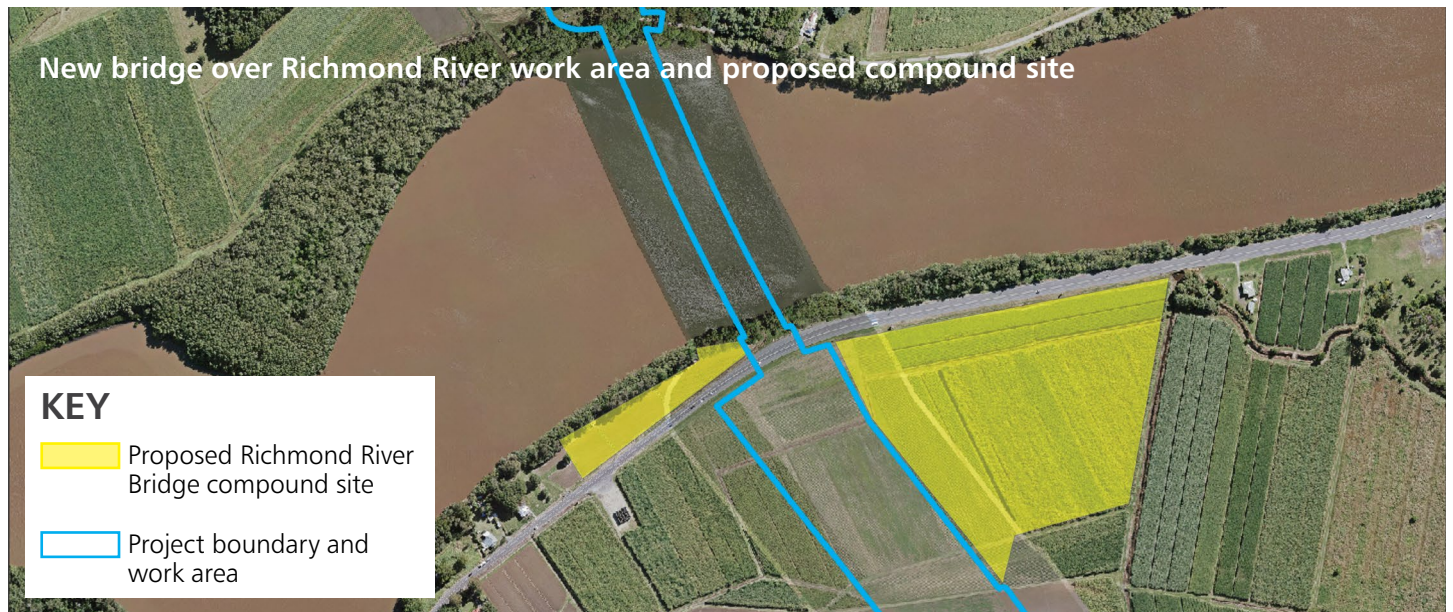 New bridge over Richmond River work area and proposed compound site
KEY
Proposed Richmond River
Bridge compound site
Project boundary and
work area